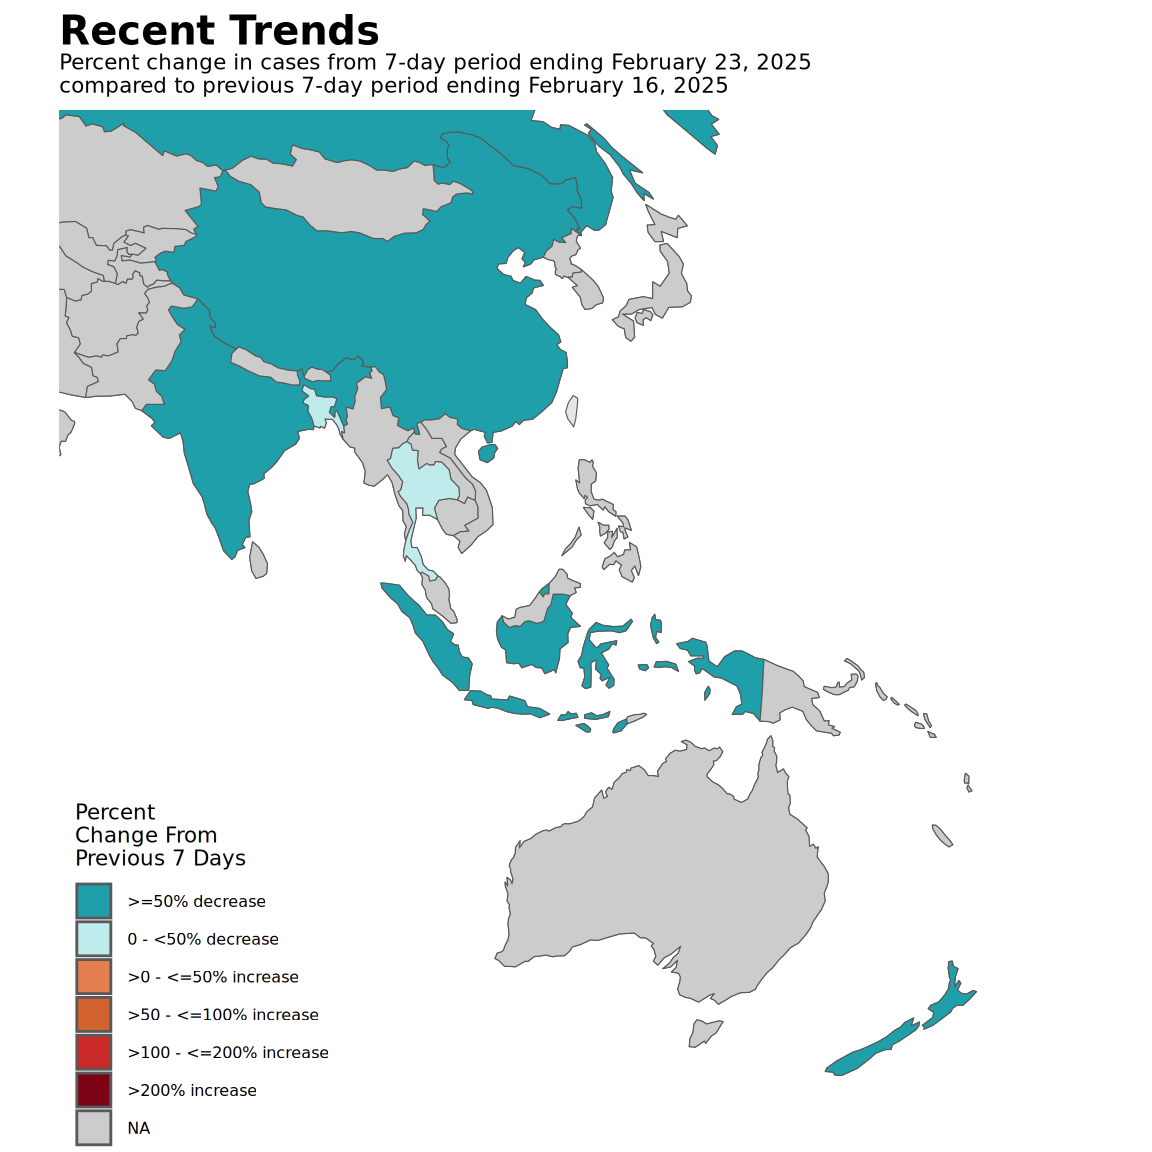 Recent Trends
Percent change in cases from 7-day period ending February 23, 2025
compared to previous 7-day period ending February 16, 2025
Percent
Change From
Previous 7 Days
>=50% decrease
0 - <50% decrease
>0 - <=50% increase
>50 - <=100% increase
>100 - <=200% increase
>200% increase
NA